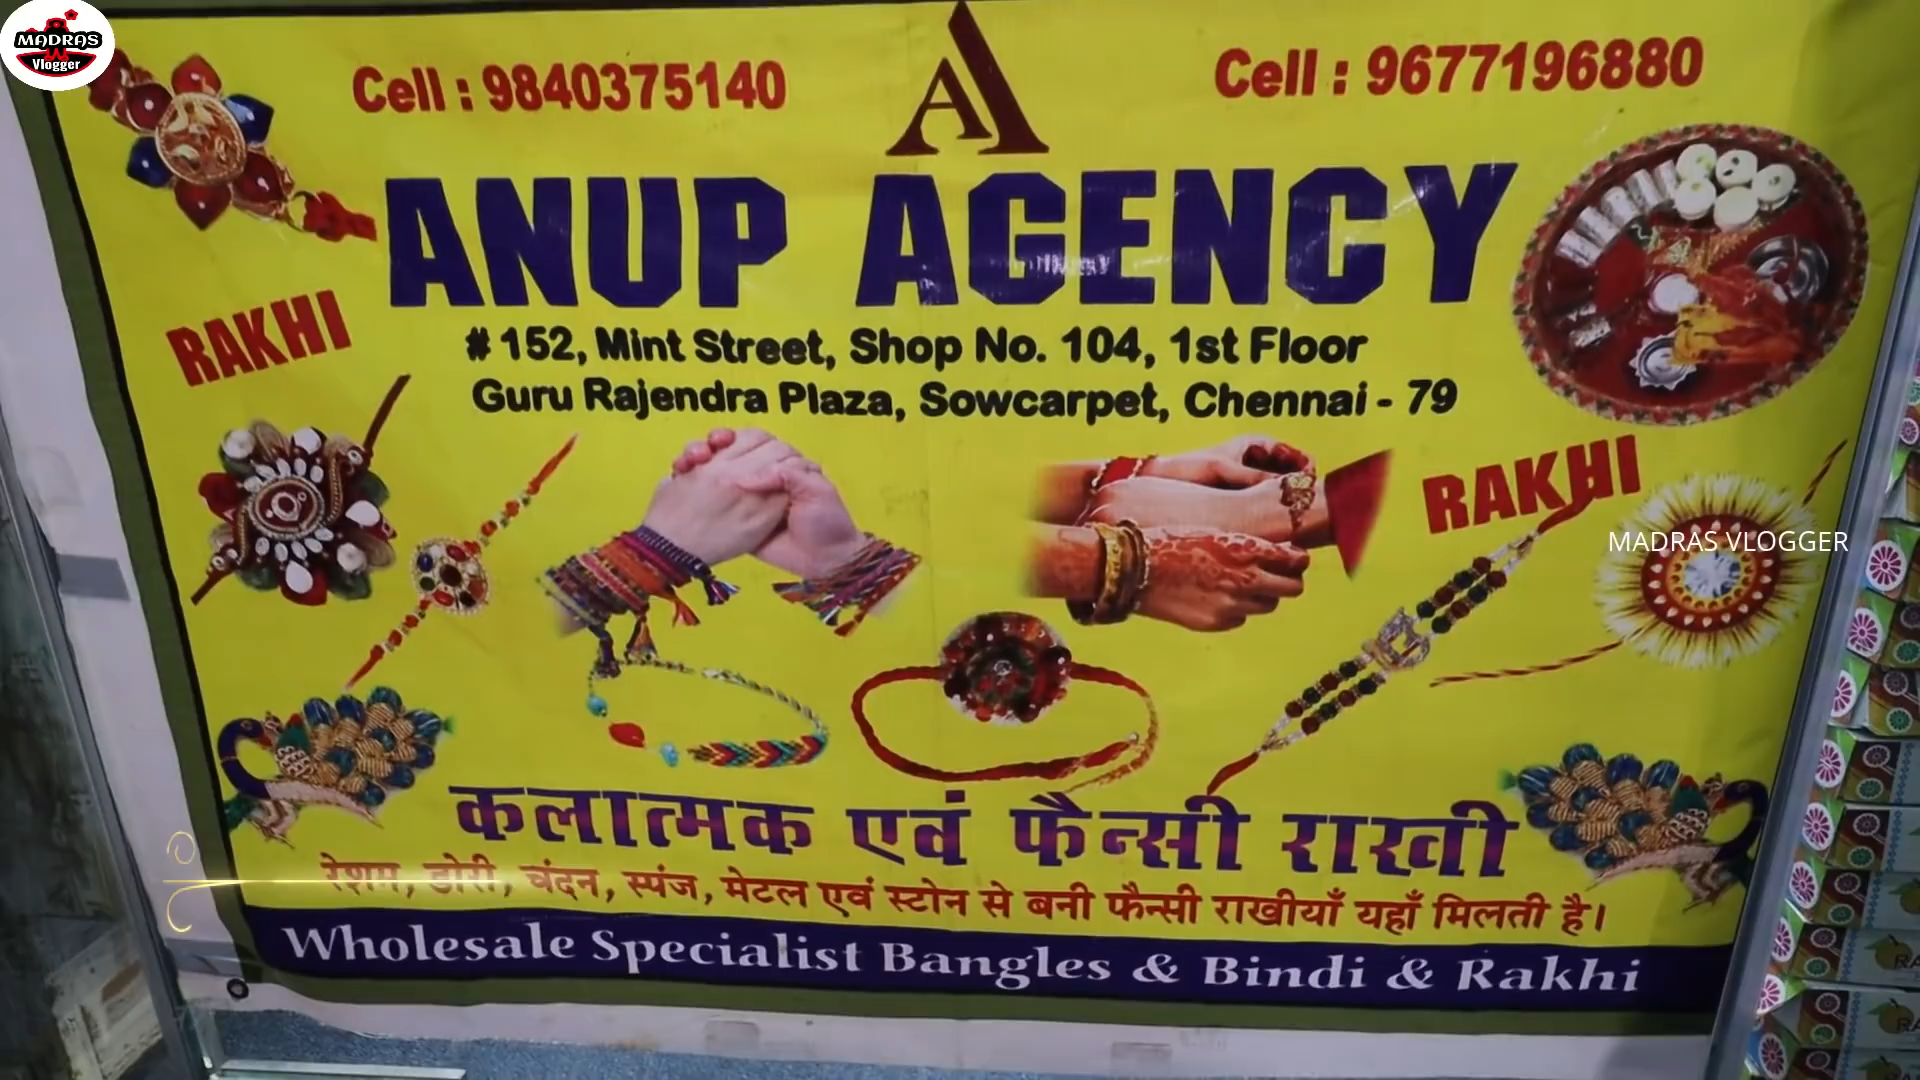 MADRAS
Vlogger
Cell : 9840375140
Cell : 9677196880
A
ANUP AGENCY
# 152, Mint Street, Shop No. 104, 1st Floor
Guru Rajendra Plaza, Sowcarpet, Chennai - 79
RAKHI
RAKHI
MADRAS VLOGGER
कलात्मक एवं फैन्सी राखी
रेशम, डोरी, चंदन, स्पंज, मेटल एवं स्टोन से बनी फैन्सी राखीयाँ यहाँ मिलती है।
Wholesale Specialist Bangles & Bindi & Rakhi